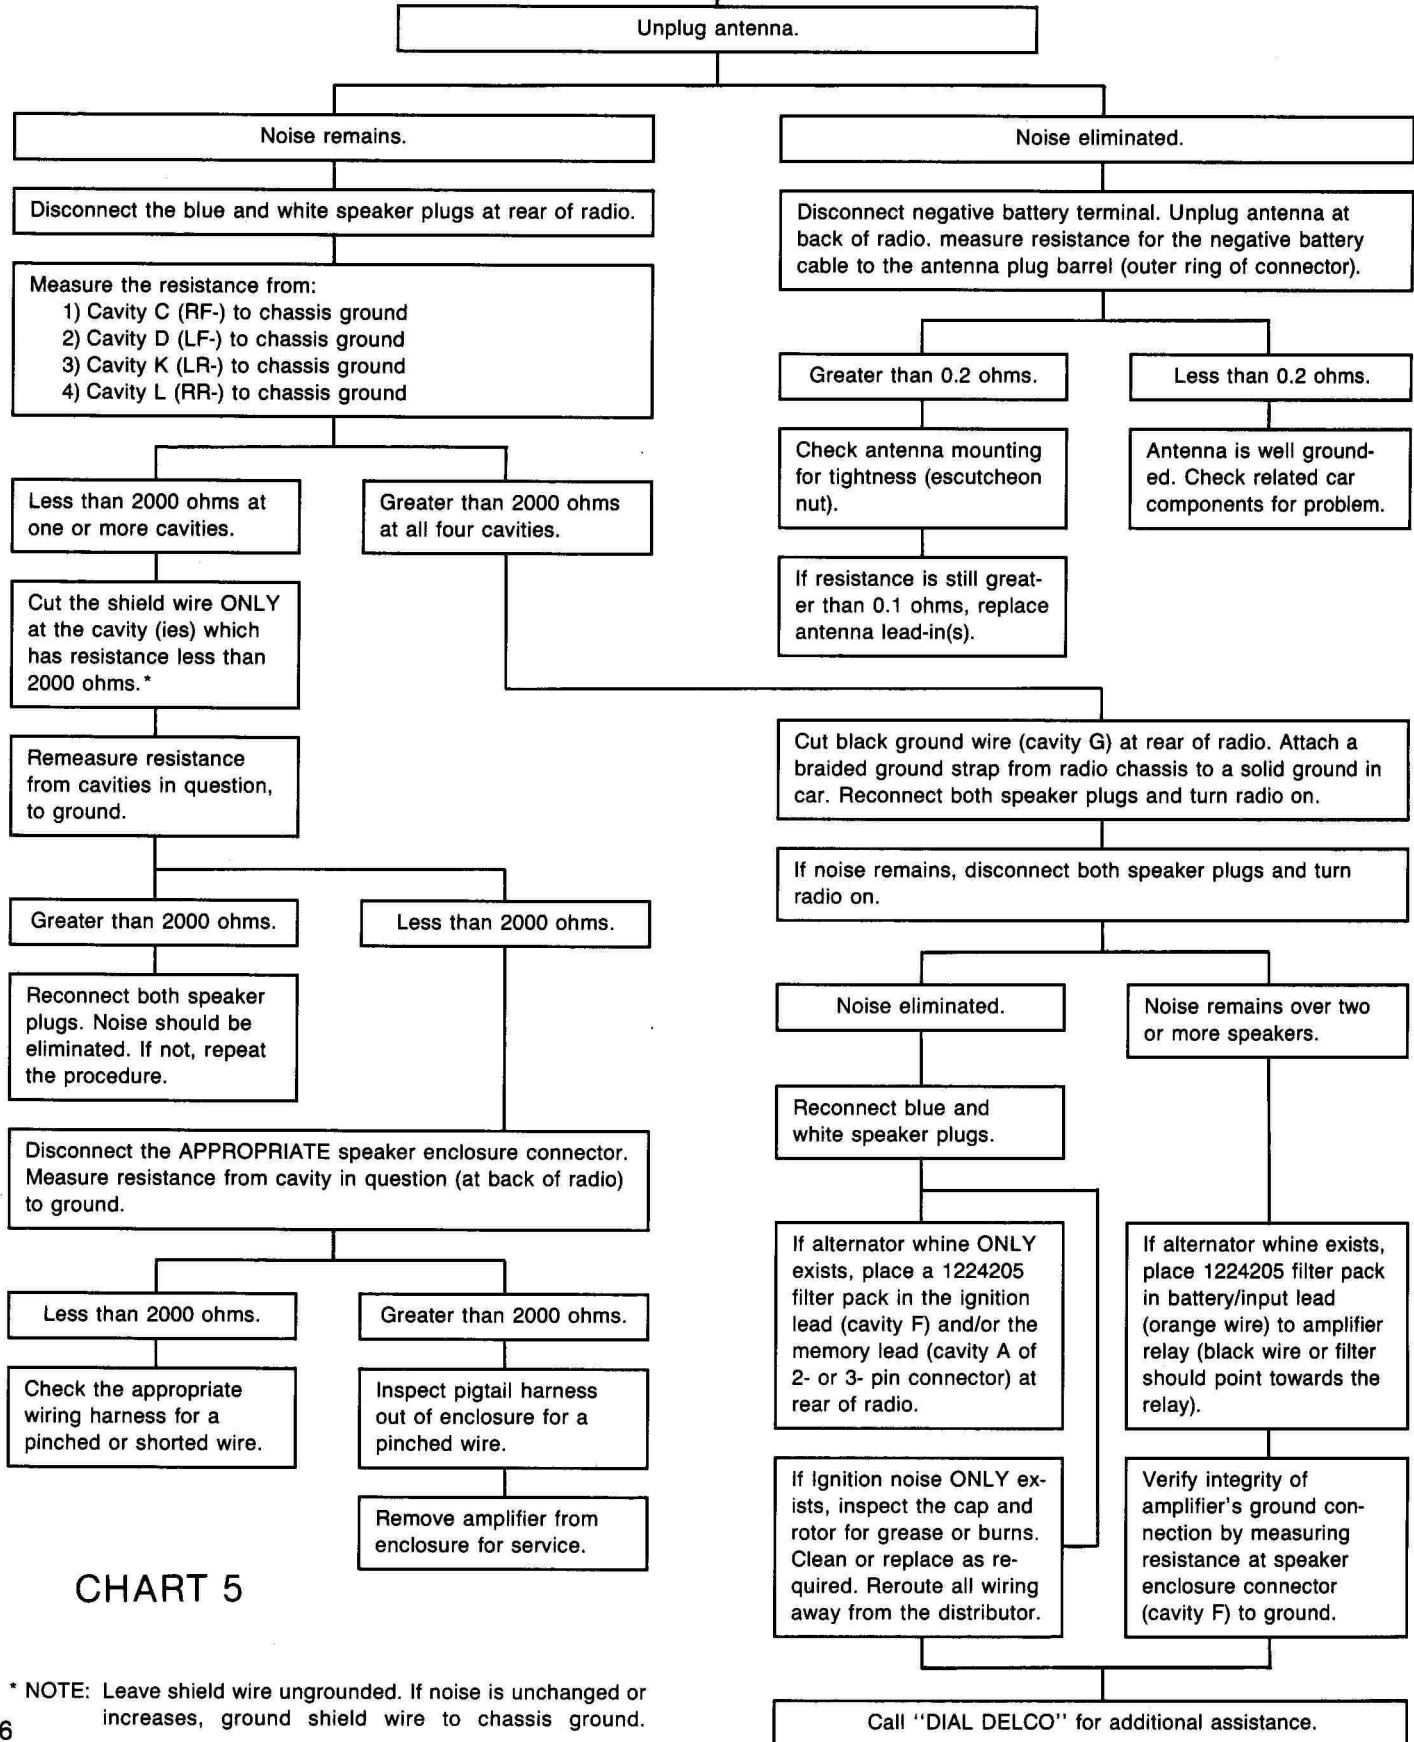 Unplug antenna.
Noise remains.
Disconnect the blue and white speaker plugs at rear of radio.
Measure the resistance from:
1) Cavity C (RF-) to chassis ground
2) Cavity D (LF-) to chassis ground
3) Cavity K (LR-) to chassis ground
4) Cavity L (RR-) to chassis ground
Less than 2000 ohms at
one or more cavities.
Cut the shield wire ONLY
at the cavity (ies) which
has resistance less than
2000 ohms.*
Remeasure resistance
from cavities in question,
to ground.
Greater than 2000 ohms.
Reconnect both speaker
plugs. Noise should be
eliminated. If not, repeat
the procedure.
Less than 2000 ohms.
Disconnect the APPROPRIATE speaker enclosure connector.
Measure resistance from cavity in question (at back of radio)
to ground.
Less than 2000 ohms.
Check the appropriate
wiring harness for a
pinched or shorted wire.
Greater than 2000 ohms.
Inspect pigtail harness
out of enclosure for a
pinched wire.
Remove amplifier from
enclosure for service.
Greater than 2000 ohms
at all four cavities.
Cut black ground wire (cavity G) at rear of radio. Attach a
braided ground strap from radio chassis to a solid ground in
car. Reconnect both speaker plugs and turn radio on.
If noise remains, disconnect both speaker plugs and turn
radio on.
Noise eliminated.
Reconnect blue and
white speaker plugs.
If alternator whine ONLY
exists, place a 1224205
filter pack in the ignition
lead (cavity F) and/or the
memory lead (cavity A of
2- or 3- pin connector) at
rear of radio.
If Ignition noise ONLY ex-
ists, inspect the cap and
rotor for grease or burns.
Clean or replace as re-
quired. Reroute all wiring
away from the distributor.
Noise remains over two
or more speakers.
If alternator whine exists,
place 1224205 filter pack
in battery/input lead
(orange wire) to amplifier
relay (black wire or filter
should point towards the
relay).
Verify integrity of
amplifier's ground con-
nection by measuring
resistance at speaker
enclosure connector
(cavity F) to ground.
Call "DIAL DELCO" for additional assistance.
Noise eliminated.
Disconnect negative battery terminal. Unplug antenna at
back of radio. measure resistance for the negative battery
cable to the antenna plug barrel (outer ring of connector).
Greater than 0.2 ohms.
Check antenna mounting
for tightness (escutcheon
nut).
If resistance is still great-
er than 0.1 ohms, replace
antenna lead-in(s).
Less than 0.2 ohms.
Antenna is well ground-
ed. Check related car
components for problem.
CHART 5
* NOTE: Leave shield wire ungrounded. If noise is unchanged or
increases, ground shield wire to chassis ground.
6